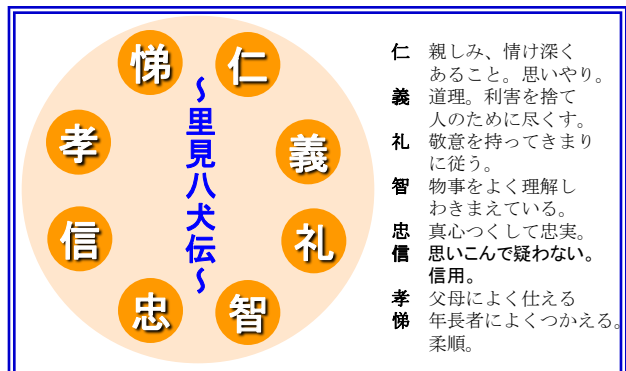 ～里見八犬伝～
仁
義
礼
智
忠
信
孝
悌
仁 親しみ、情け深く
あること。思いやり。
義 道理。利害を捨て
人のために尽くす。
礼 敬意を持ってきまり
に従う。
智 物事をよく理解し
わきまえている。
忠 真心つくして忠実。
信 思いこんで疑わない。
信用。
孝 父母によく仕える
悌 年長者によくつかえる。
柔順。